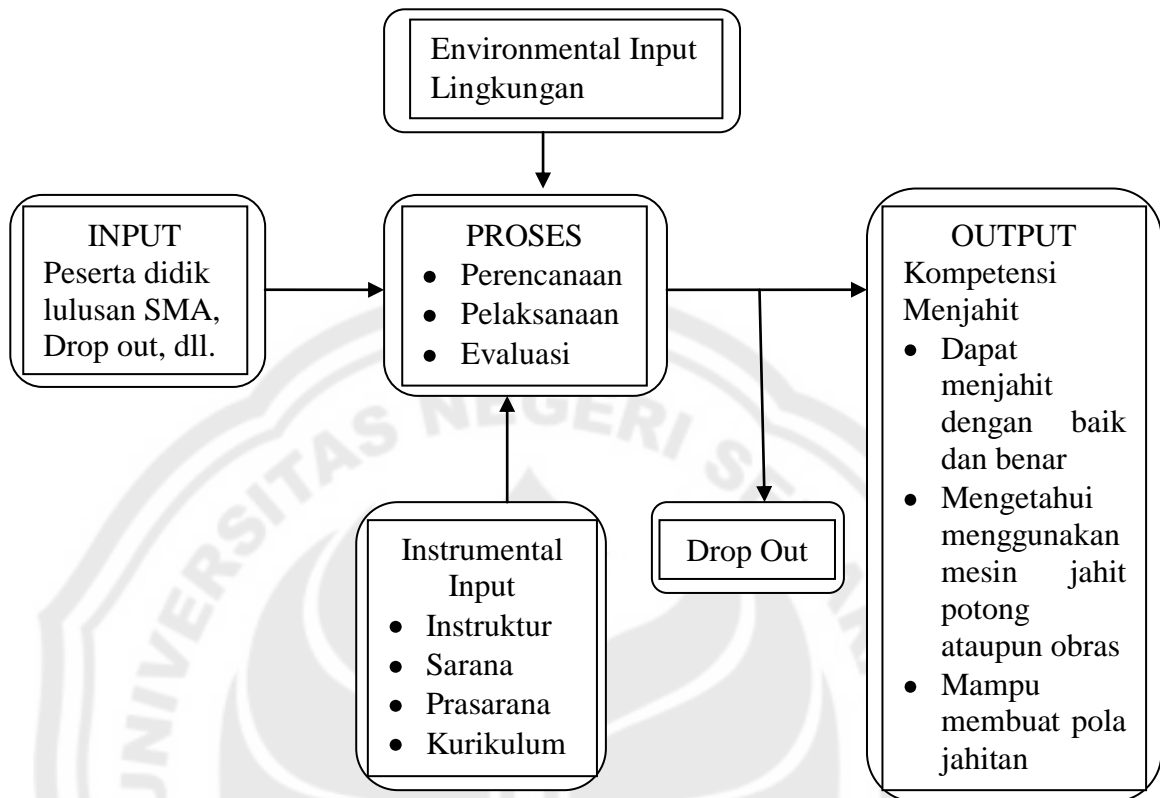 Environmental Input
Lingkungan
INPUT
Peserta didik
lulusan SMA,
Drop out, dll.
PROSES
● Perencanaan
● Pelaksanaan
● Evaluasi
OUTPUT
Kompetensi
Menjahit
● Dapat
menjahit
dengan baik
dan benar
● Mengetahui
menggunakan
mesin jahit
potong
ataupun obras
● Mampu
membuat pola
jahitan
Instrumental
Input
● Instruktur
● Sarana
● Prasarana
● Kurikulum
Drop Out
UNIVERSITAS NEGERI